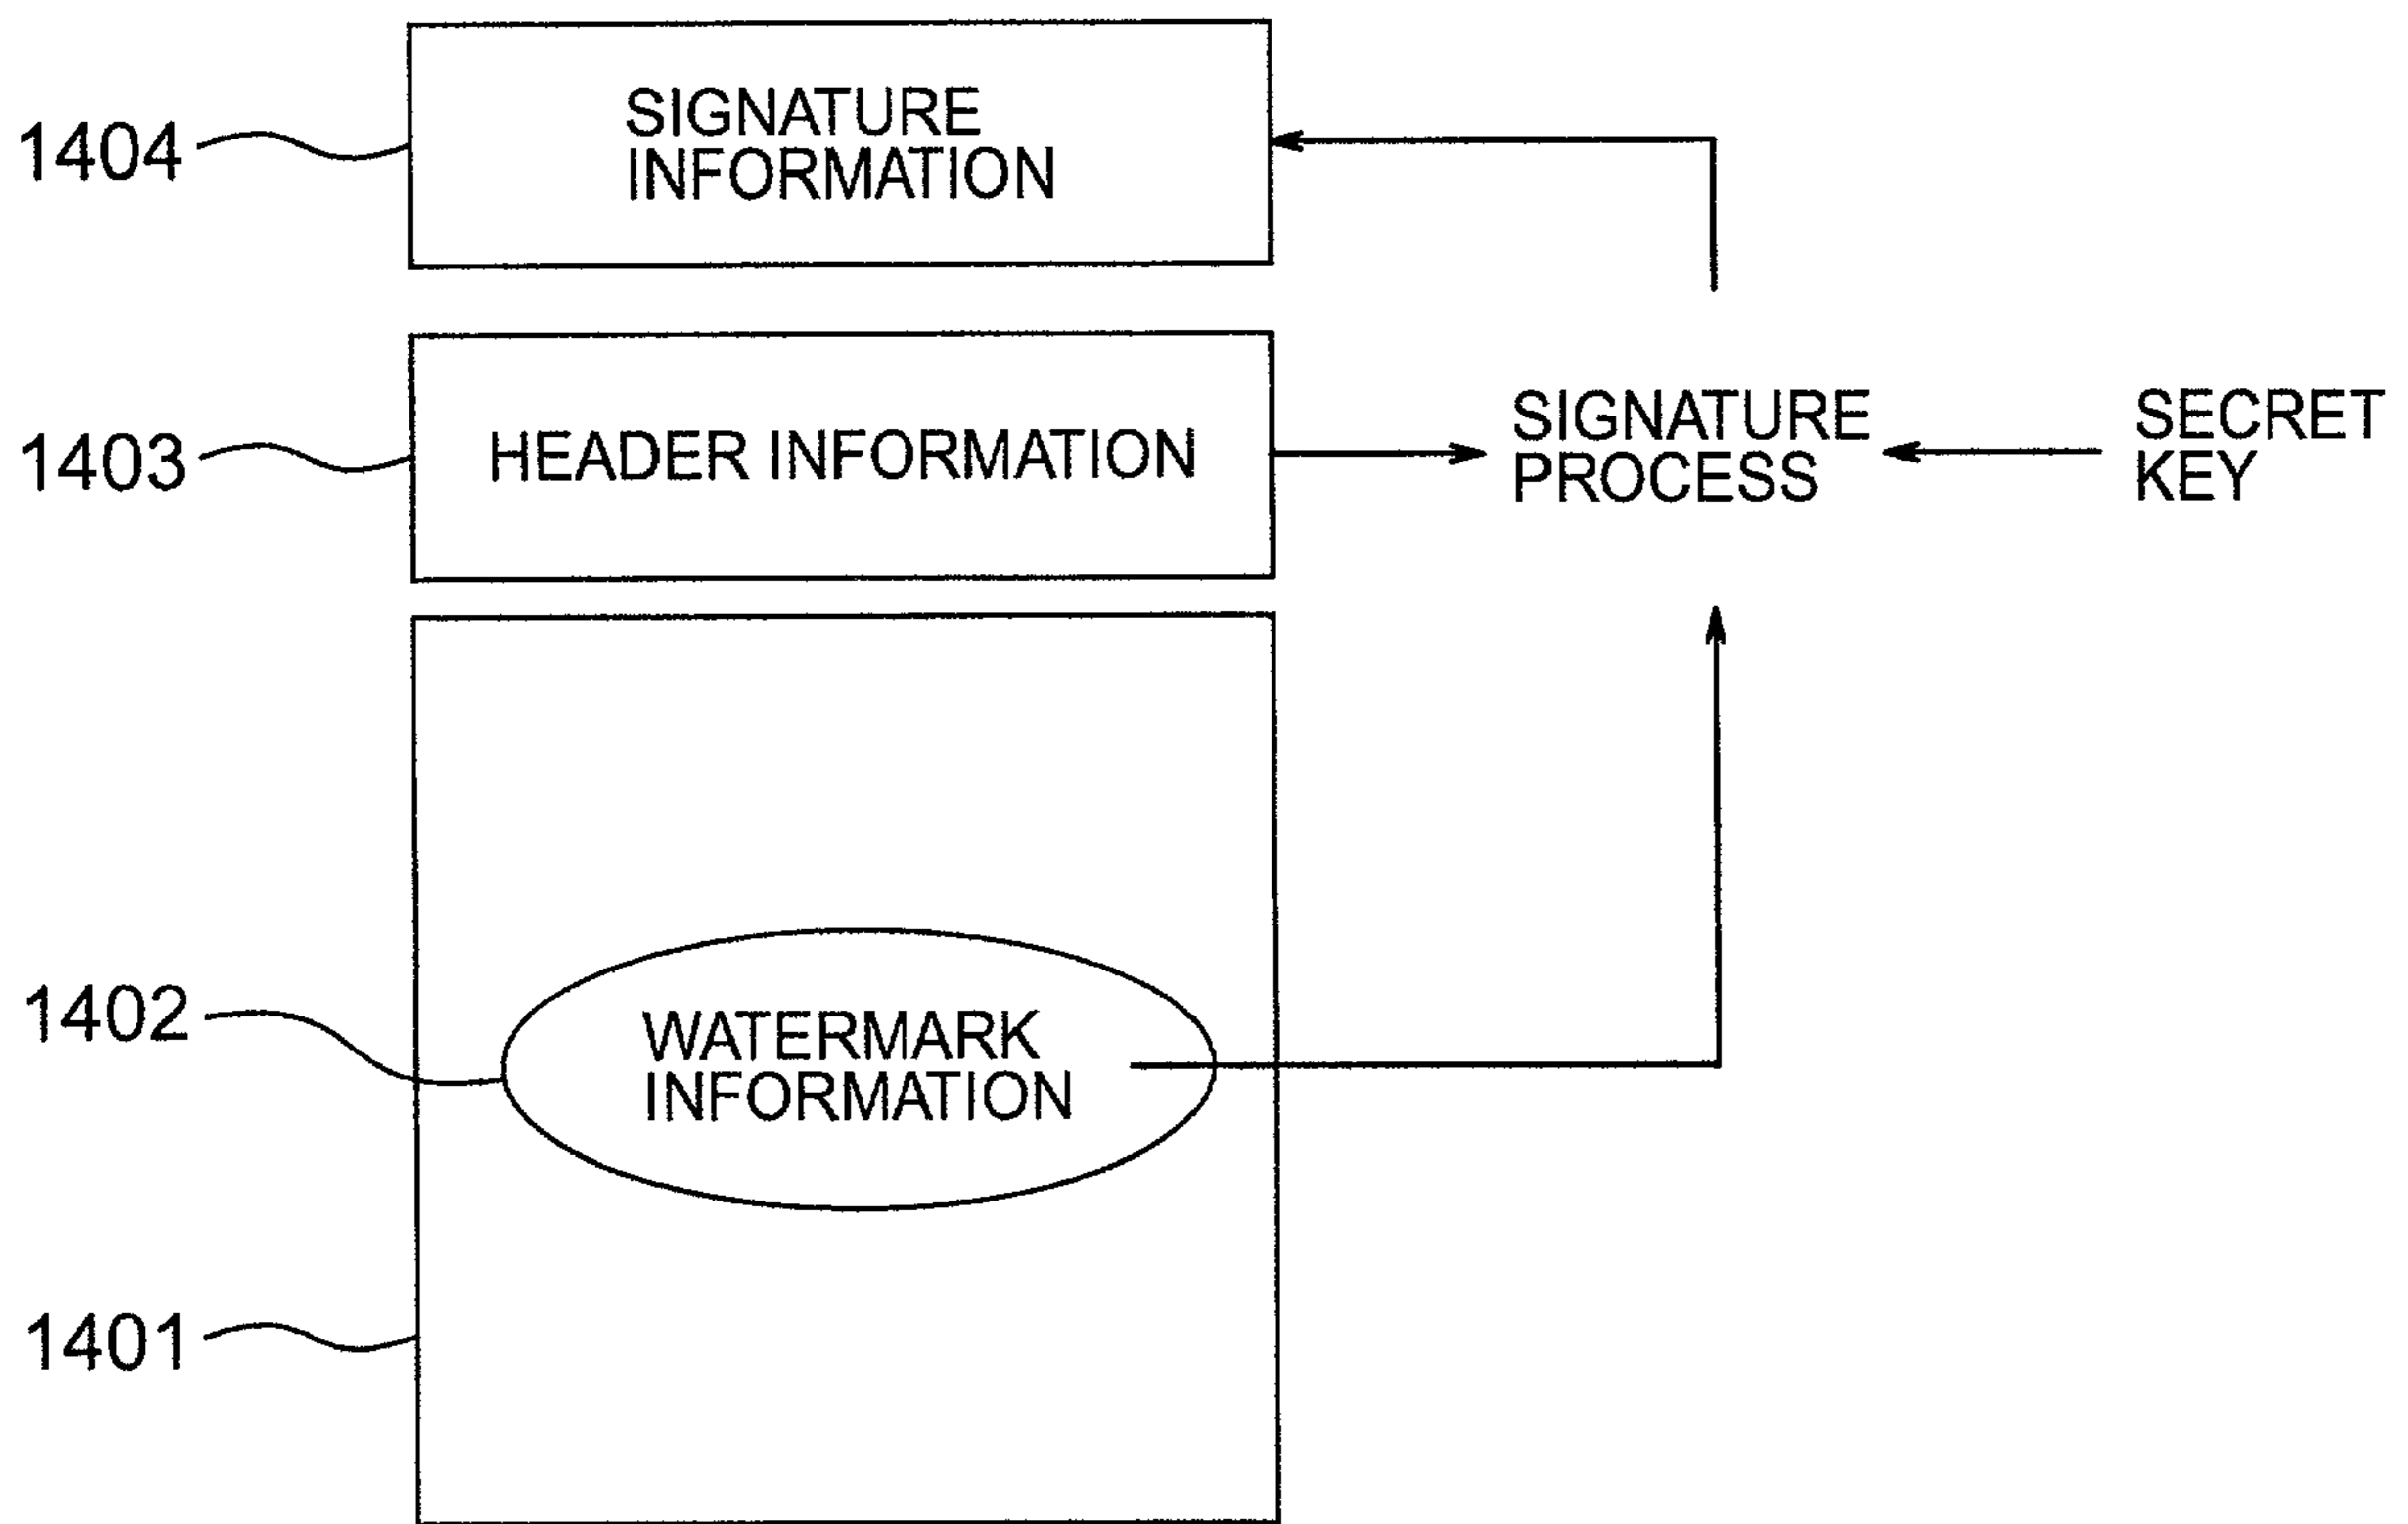 1404
SIGNATURE
INFORMATION
1403
HEADER INFORMATION
SIGNATURE
PROCESS
SECRET
KEY
1402
WATERMARK
INFORMATION
1401